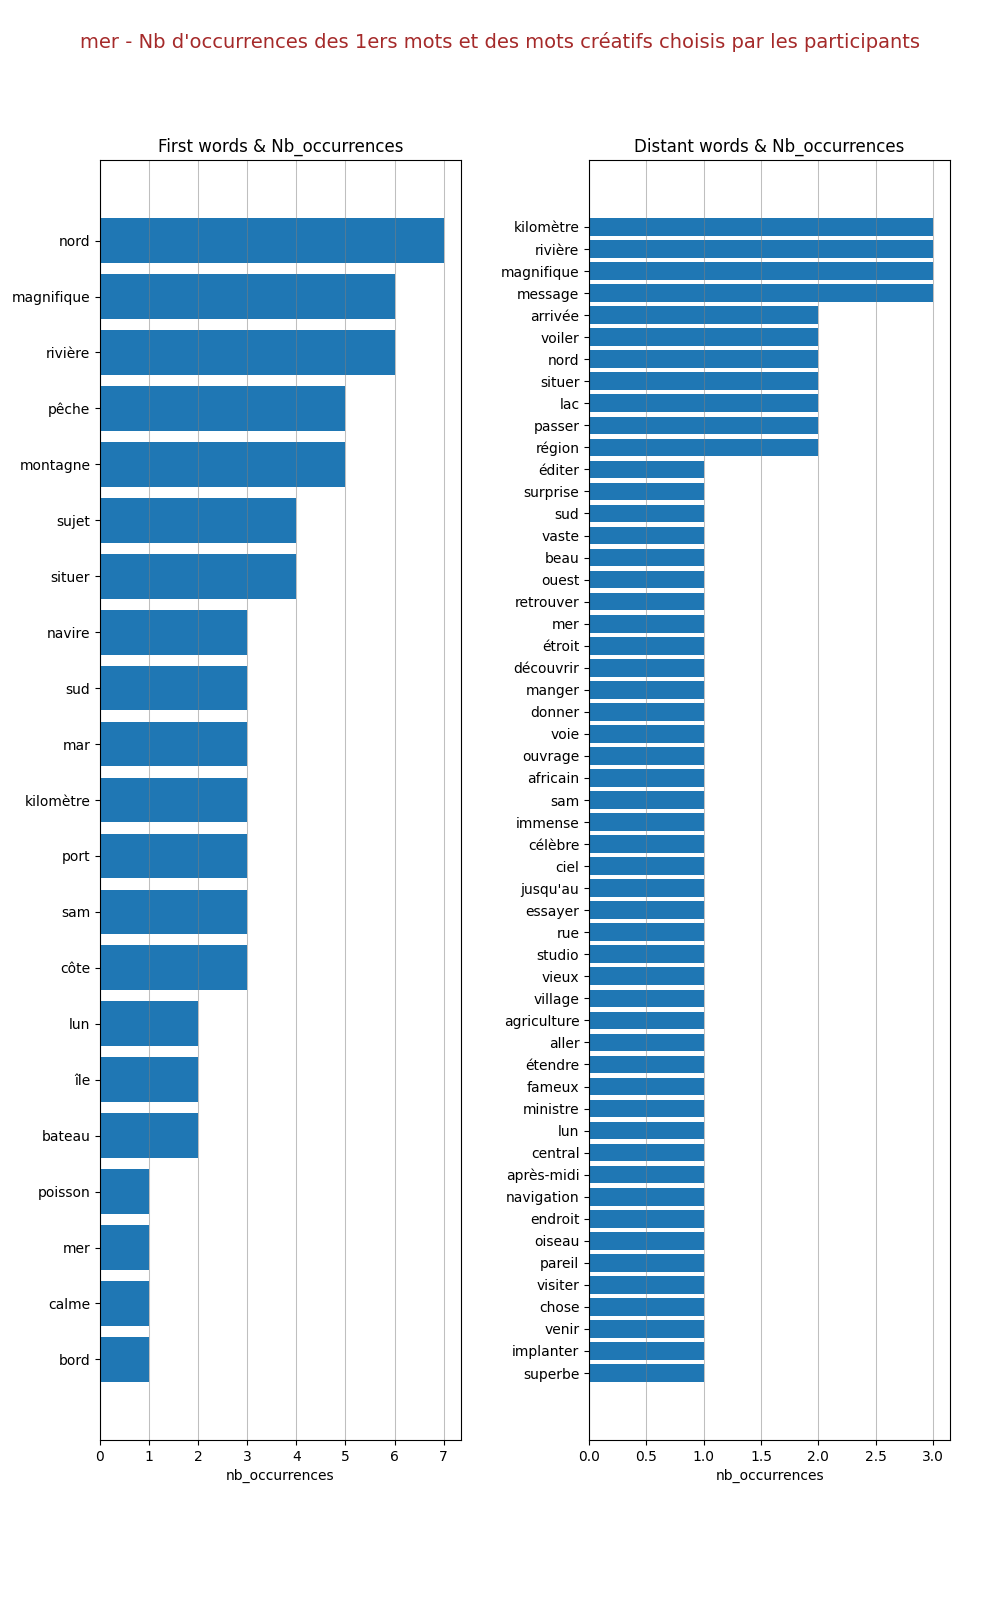 mer - Nb d'occurrences des 1ers mots et des mots créatifs choisis par les participants
First words & Nb_occurrences
nord
magnifique
rivière
pêche
montagne
sujet
situer
navire
sud
mar
kilomètre
port
sam
côte
lun
île
bateau
poisson
mer
calme
bord
0 1 2 3 4 5 6 7
nb_occurrences
Distant words & Nb_occurrences
kilomètre
rivière
magnifique
message
arrivée
voiler
nord
situer
lac
passer
région
éditer
surprise
sud
vaste
beau
ouest
retrouver
mer
étroit
découvrir
manger
donner
voie
ouvrage
africain
sam
immense
célèbre
ciel
jusqu'au
essayer
rue
studio
vieux
village
agriculture
aller
étendre
fameux
ministre
lun
central
après-midi
navigation
endroit
oiseau
pareil
visiter
chose
venir
implanter
superbe
0.0 0.5 1.0 1.5 2.0 2.5 3.0
nb_occurrences